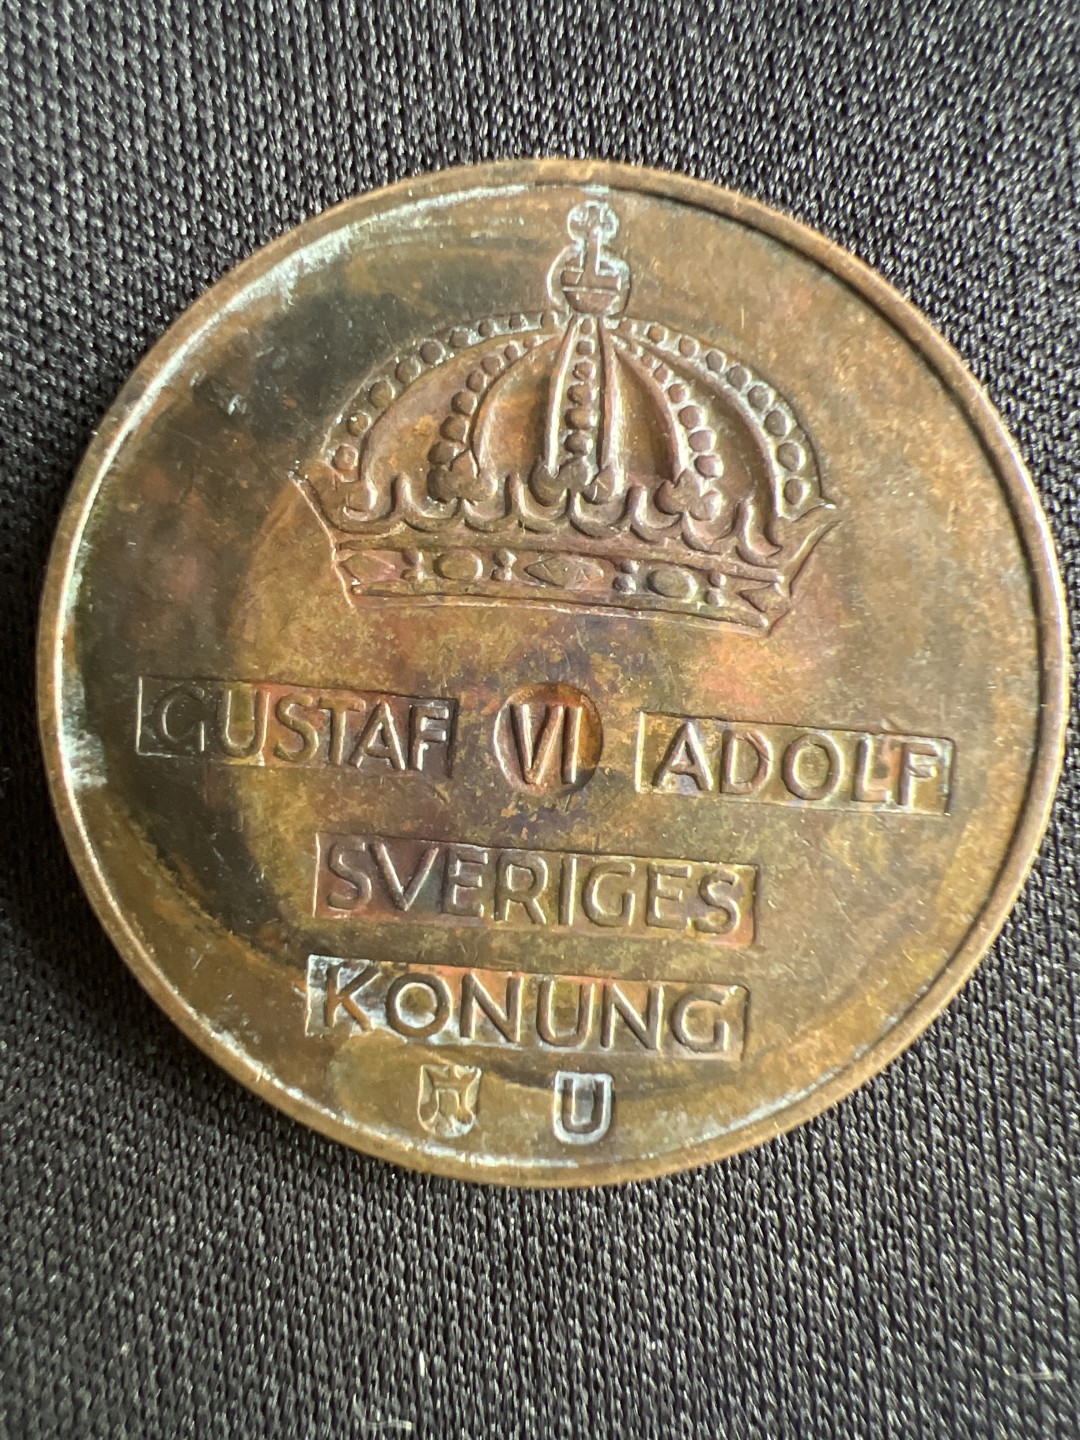 GUSTAF VI ADOLF
SVERIGES
KONUNG
U